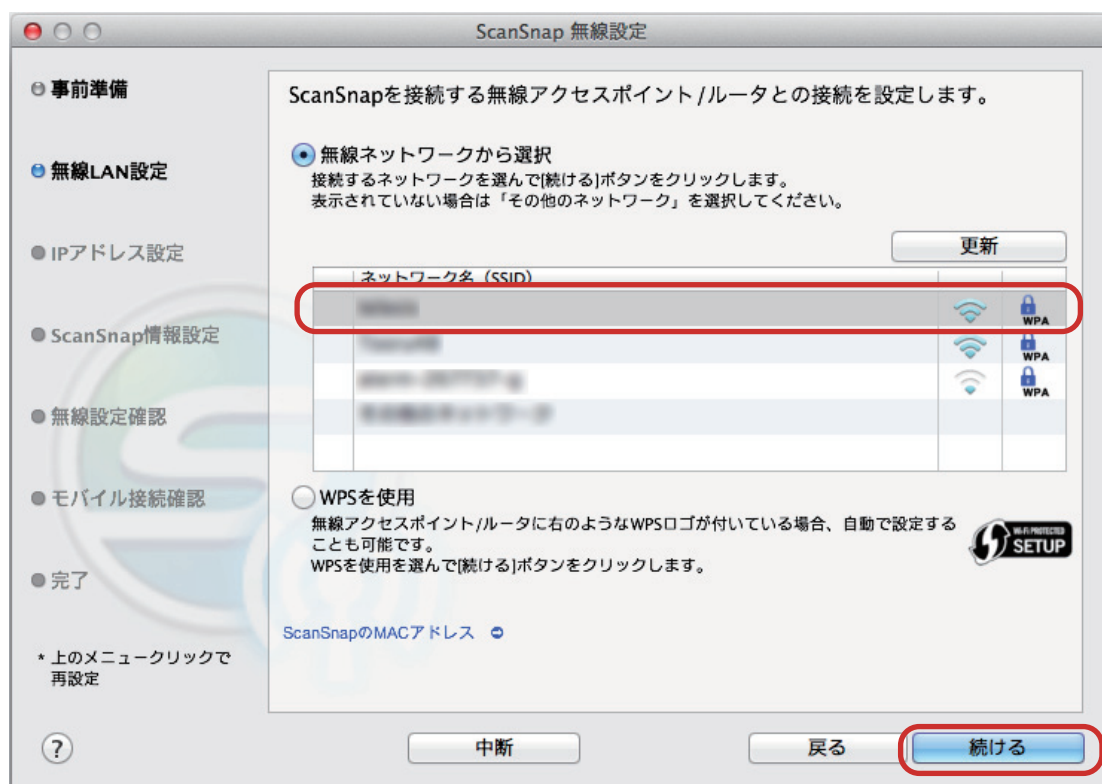 ScanSnap 無線設定
事前準備
無線LAN設定
IPアドレス設定
ScanSnap情報設定
無線設定確認
モバイル接続確認
完了
* 上のメニュークリックで
再設定
ScanSnapを接続する無線アクセスポイント/ルータとの接続を設定します。
無線ネットワークから選択
接続するネットワークを選んで[続ける]ボタンをクリックします。
表示されていない場合は「その他のネットワーク」を選択してください。
更新
ネットワーク名（SSID）
WPA
WPA
WPA
WPSを使用
無線アクセスポイント/ルータに右のようなWPSロゴが付いている場合、自動で設定する
ことも可能です。
WPSを使用を選んで[続ける]ボタンをクリックします。
WI-FI PROTECTED
SETUP
ScanSnapのMACアドレス
?
中断
戻る
続ける